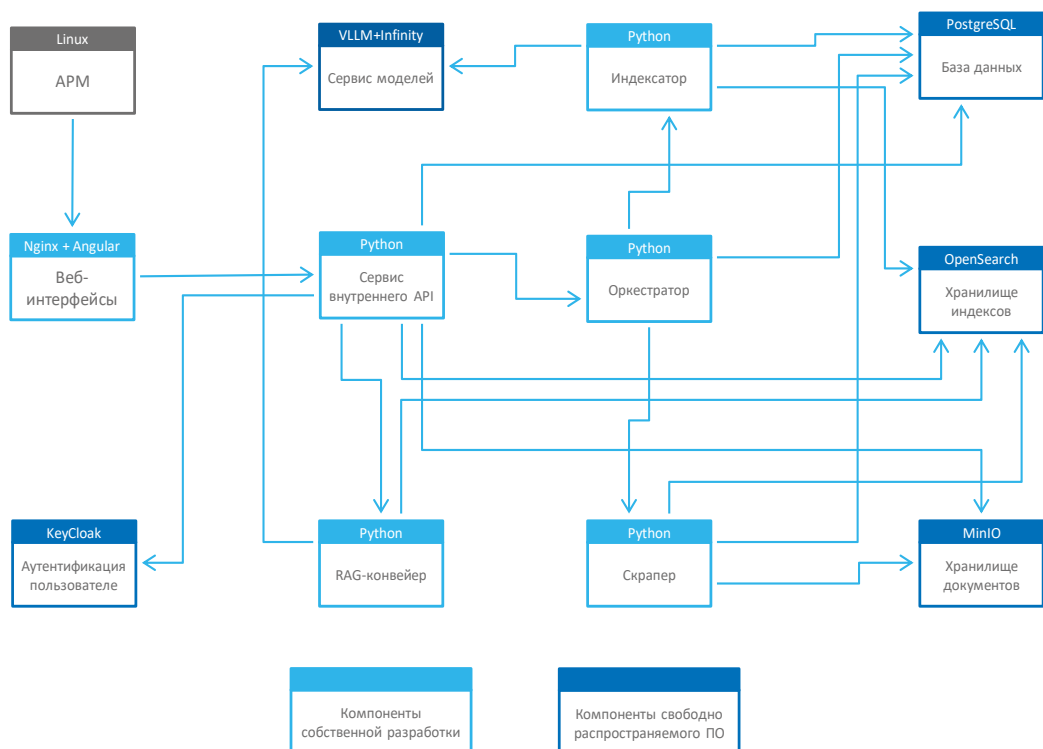 Linux
АРМ
VLLM+Infinity
Сервис моделей
Python
Индексатор
PostgreSQL
База данных
Nginx + Angular
Веб-
интерфейсы
Python
Сервис
внутреннего API
Python
Оркестратор
OpenSearch
Хранилище
индексов
KeyCloak
Аутентификация
пользователе
Python
RAG-конвейер
Python
Скрапер
MinIO
Хранилище
документов
Компоненты
собственной разработки
Компоненты свободно
распространяемого ПО